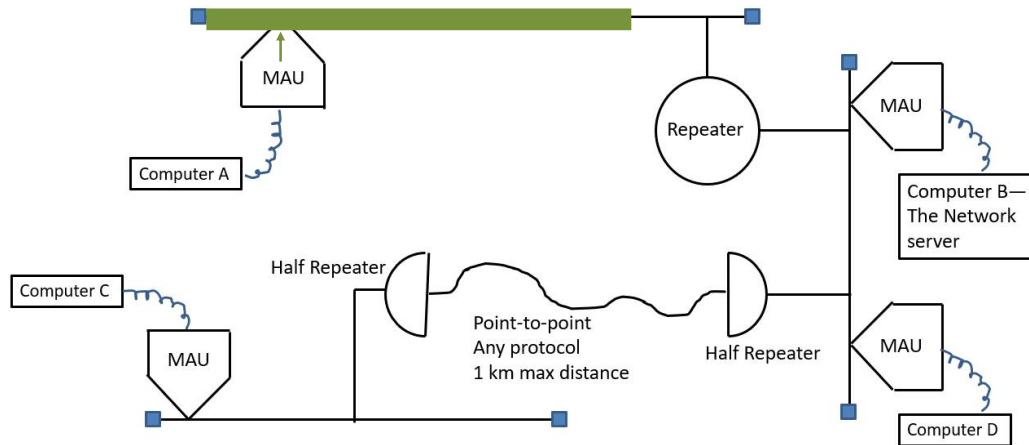 MAU
MAU
Repeater
Computer A
Computer B—
The Network
server
Half Repeater
Computer C
Point-to-point
Any protocol
1 km max distance
Half Repeater
MAU
MAU
Computer D